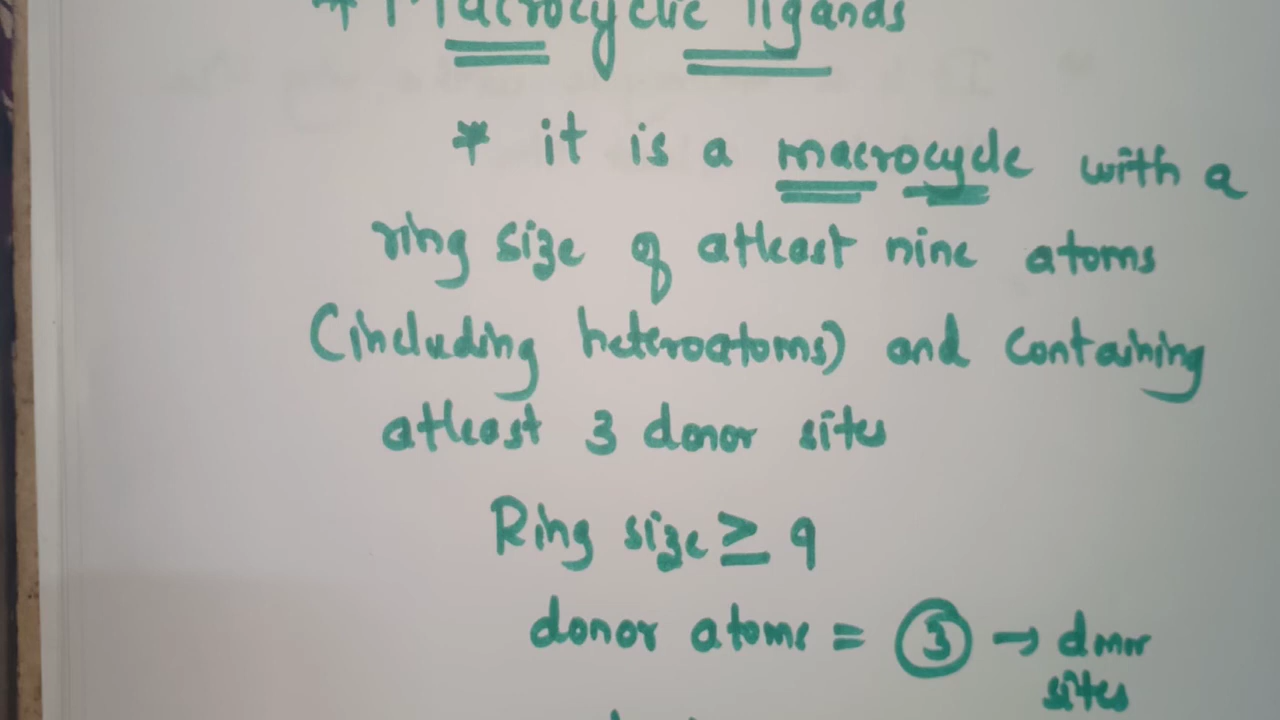 * Macrocyclic ligands
* it is a macrocycle with a
ring size of atleast nine atoms
(including heteroatoms) and containing
atleast 3 donor sites
Ring size ≥ 9
donor atoms = 3 → donor
sites